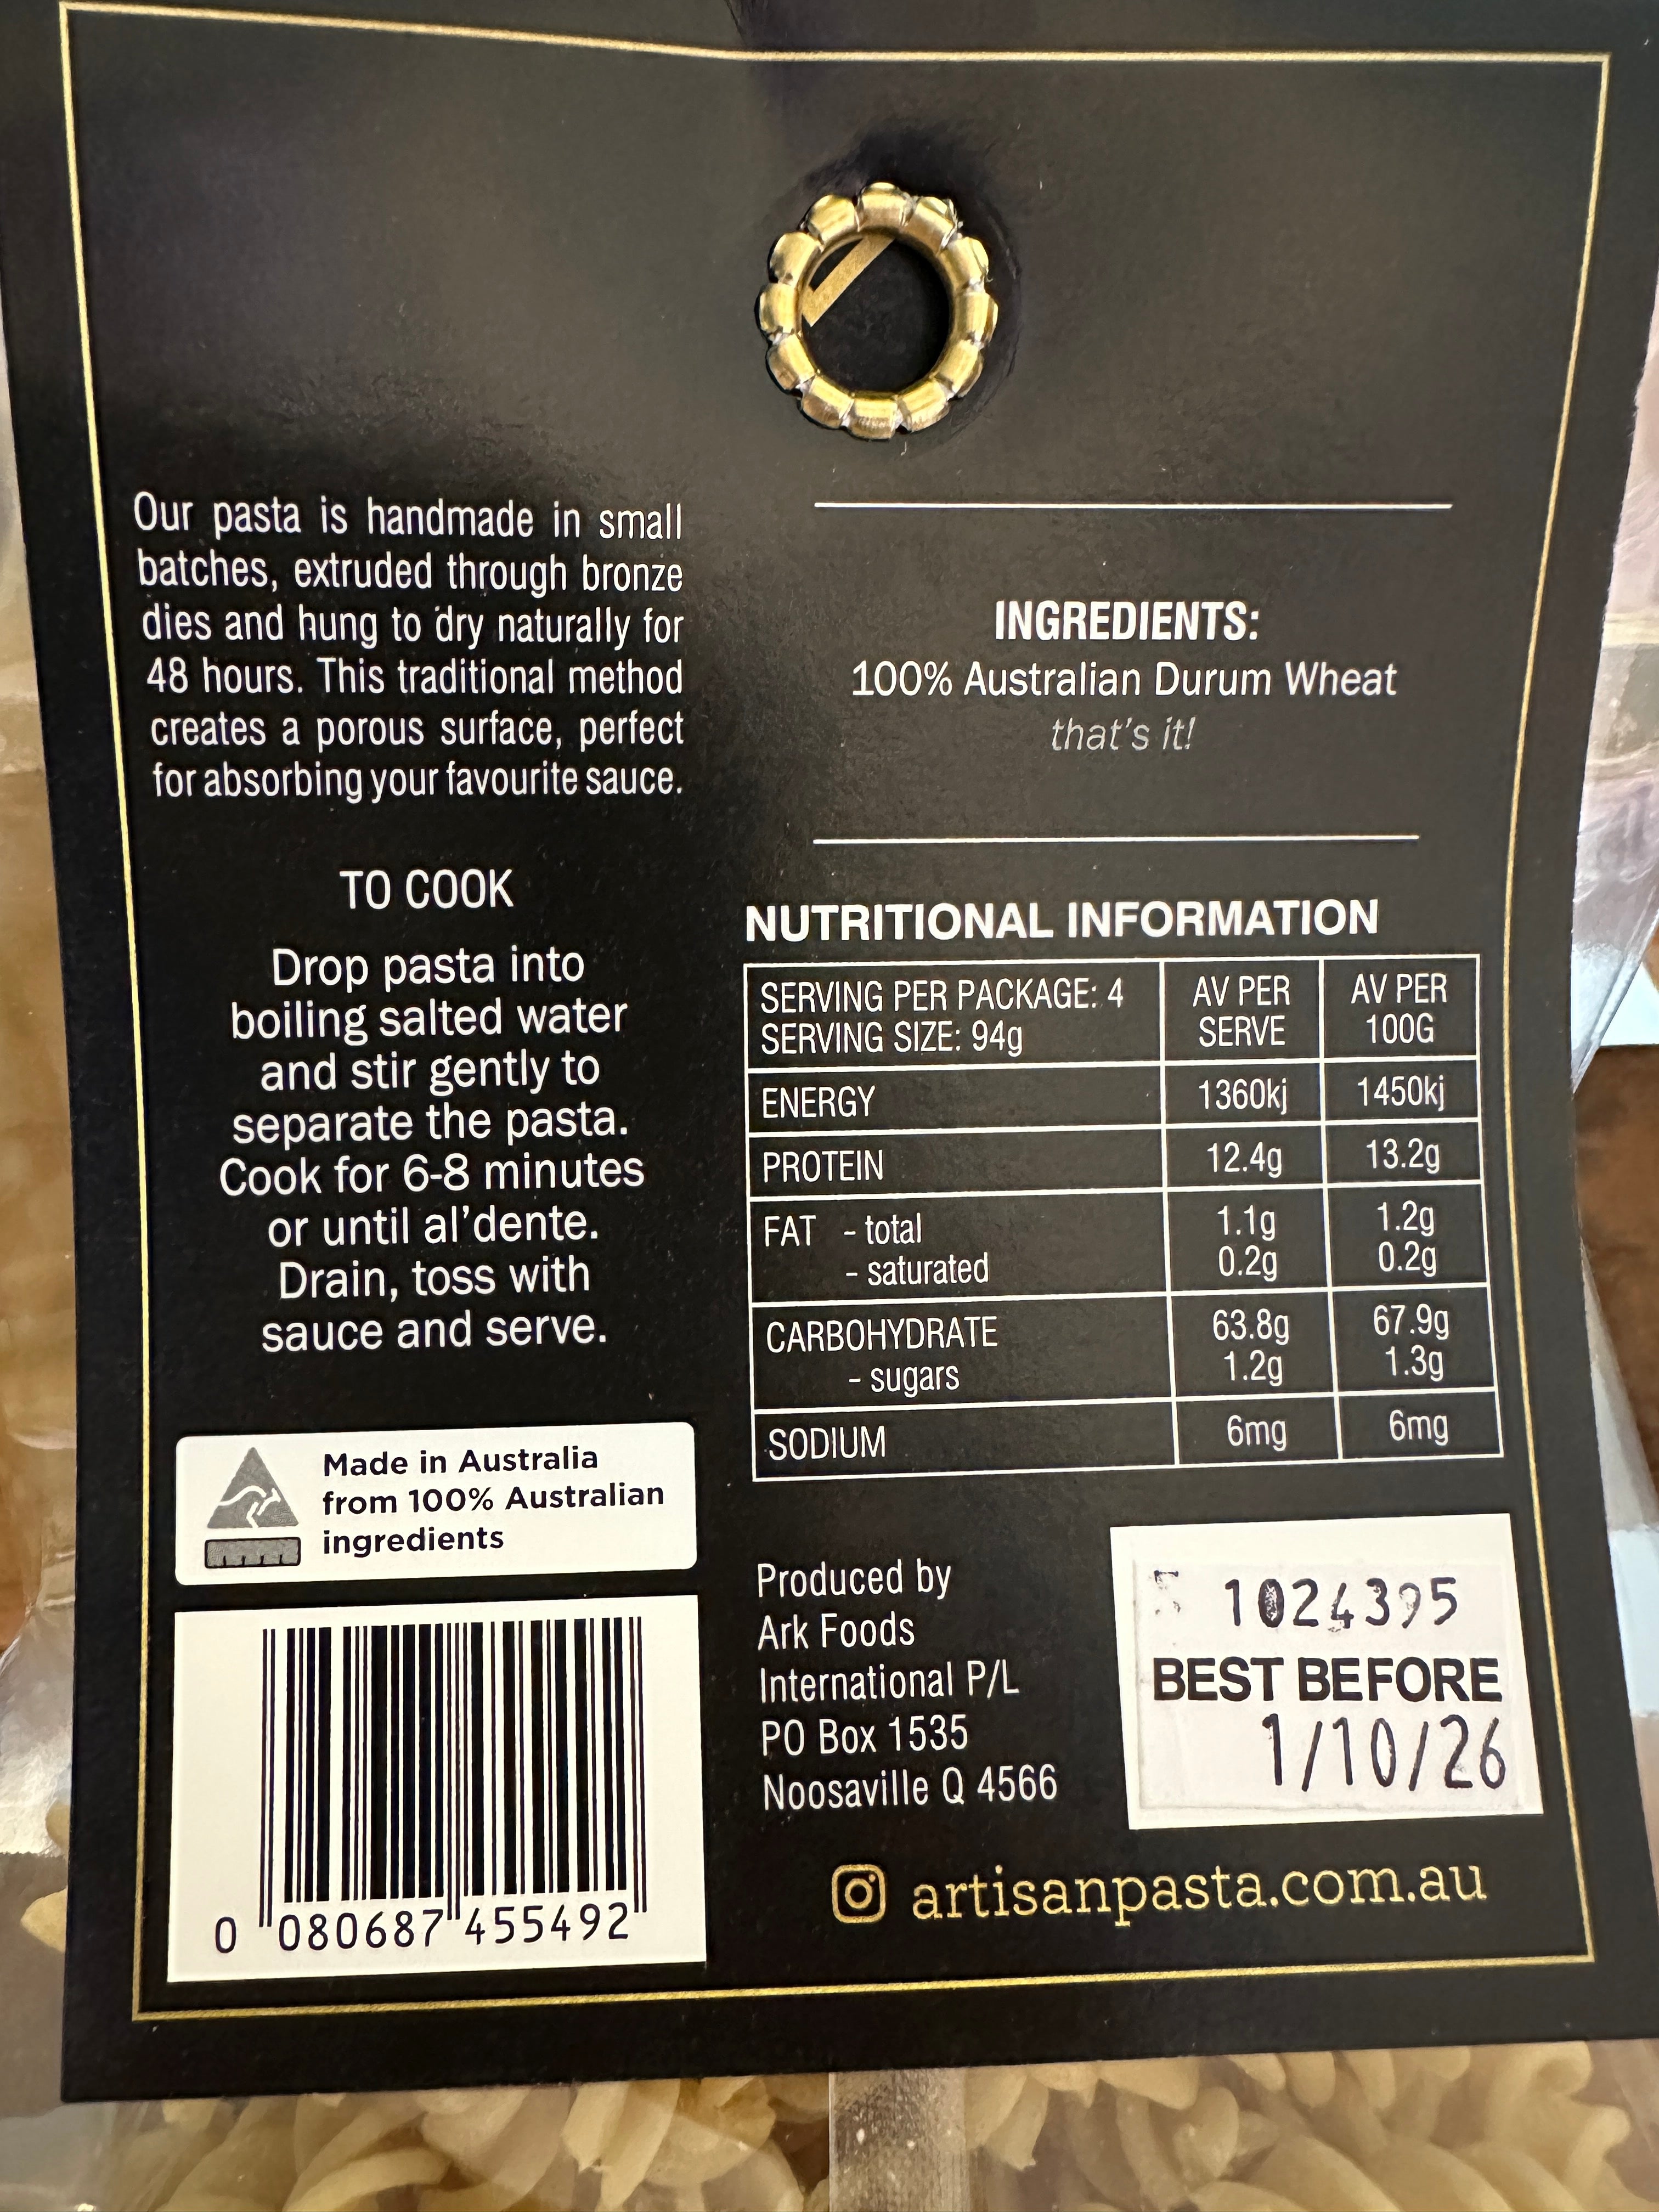 Our pasta is handmade in small
batches, extruded through bronze
dies and hung to dry naturally for
48 hours. This traditional method
creates a porous surface, perfect
for absorbing your favourite sauce.
TO COOK
Drop pasta into
boiling salted water
and stir gently to
separate the pasta.
Cook for 6-8 minutes
or until al'dente.
Drain, toss with
sauce and serve.
Made in Australia
from 100% Australian
ingredients
0 080687 455492
INGREDIENTS:
100% Australian Durum Wheat
that's it!
NUTRITIONAL INFORMATION
SERVING PER PACKAGE: 4
SERVING SIZE: 94g
AV PER
SERVE
AV PER
100G
ENERGY 1360kj 1450kj
PROTEIN 12.4g 13.2g
FAT - total 1.1g 1.2g
- saturated 0.2g 0.2g
CARBOHYDRATE 63.8g 67.9g
- sugars 1.2g 1.3g
SODIUM 6mg 6mg
Produced by
Ark Foods
International P/L
PO Box 1535
Noosaville Q 4566
1024395
BEST BEFORE
1/10/26
artisanpasta.com.au